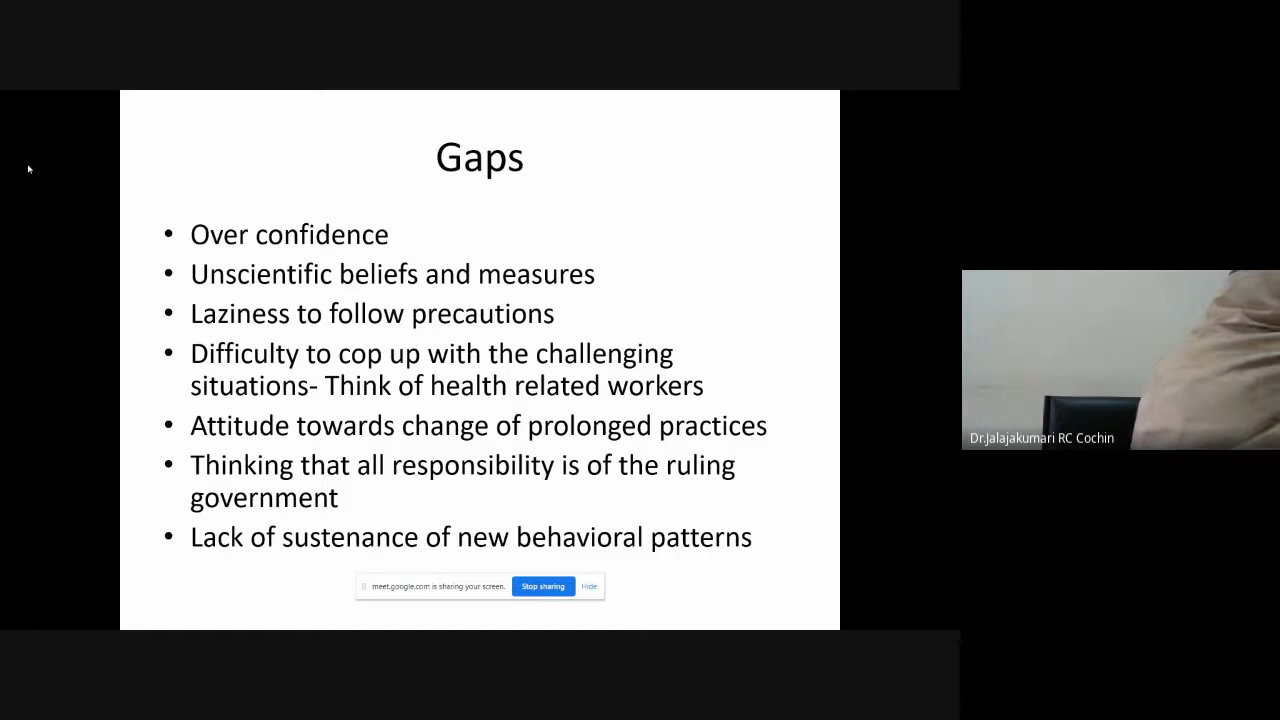 Gaps
• Over confidence
• Unscientific beliefs and measures
• Laziness to follow precautions
• Difficulty to cop up with the challenging
situations- Think of health related workers
• Attitude towards change of prolonged practices
• Thinking that all responsibility is of the ruling
government
• Lack of sustenance of new behavioral patterns
meet.google.com is sharing your screen. Stop sharing Hide
Dr.Jalajakumari RC Cochin